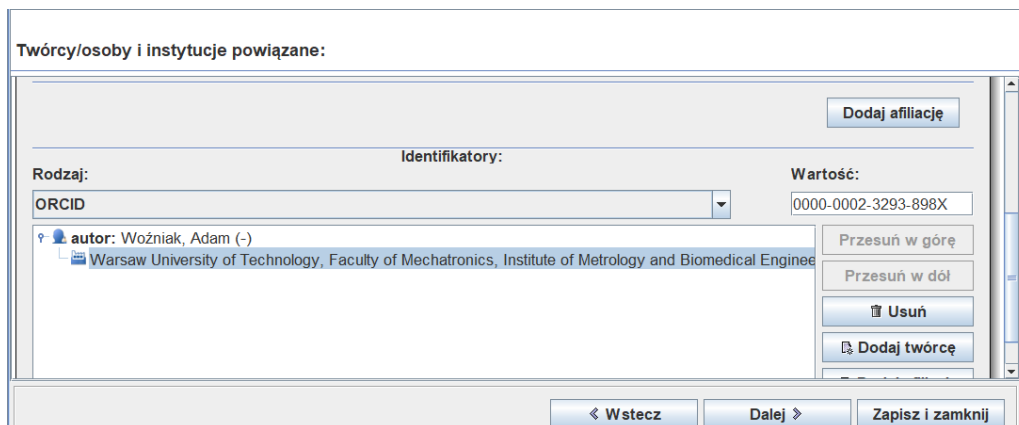 Twórcy/osoby i instytucje powiązane:
Dodaj afiliację
Identyfikatory:
Rodzaj:
Wartość:
ORCID
0000-0002-3293-898X
autor: Woźniak, Adam (-)
Warsaw University of Technology, Faculty of Mechatronics, Institute of Metrology and Biomedical Enginee
Przesuń w górę
Przesuń w dół
Usuń
Dodaj twórcę
Wstecz
Dalej
Zapisz i zamknij